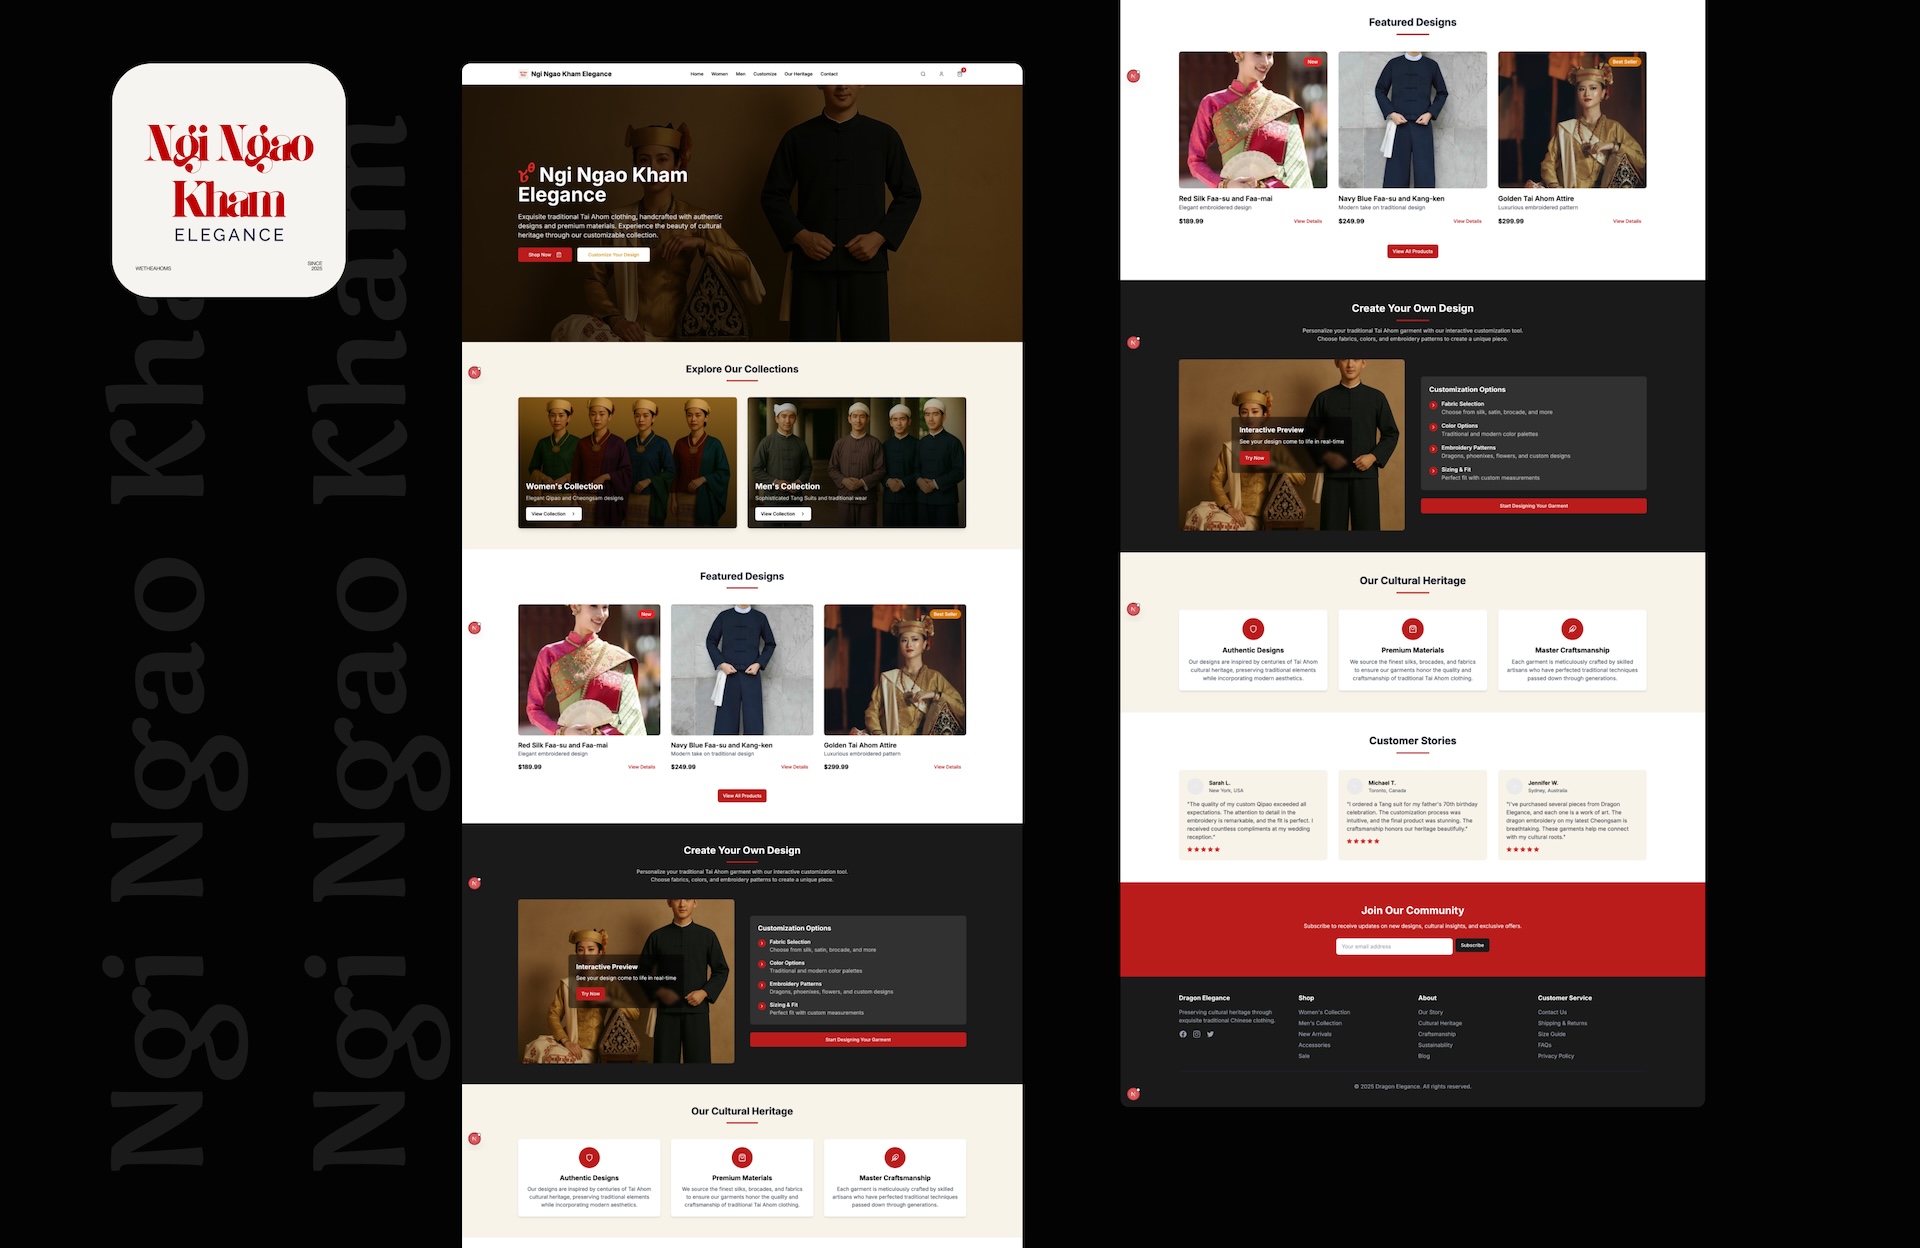 Ngi Ngao
Kham
ELEGANCE
WETHEAHOMS
SINCE
2025
Ngi Ngao Kham
Ngi Ngao Kham
Ngi Ngao Kham Elegance
Home Women Men Customize Our Heritage Contact
Ngi Ngao Kham
Elegance
Exquisite traditional Tai Ahom clothing, handcrafted with authentic
designs and premium materials. Experience the beauty of cultural
heritage through our customizable collection.
Shop Now
Customize Your Design
Explore Our Collections
Women's Collection
Elegant Qipao and Cheongsam designs
View Collection
Men's Collection
Sophisticated Tang Suits and traditional wear
View Collection
Featured Designs
New
Best Seller
Red Silk Faa-su and Faa-mai
Elegant embroidered design
$189.99 View Details
Navy Blue Faa-su and Kang-ken
Modern take on traditional design
$249.99 View Details
Golden Tai Ahom Attire
Luxurious embroidered pattern
$299.99 View Details
View All Products
Create Your Own Design
Personalize your traditional Tai Ahom garment with our interactive customization tool.
Choose fabrics, colors, and embroidery patterns to create a unique piece.
Interactive Preview
See your design come to life in real-time
Try Now
Customization Options
Fabric Selection
Choose from silk, satin, brocade, and more
Color Options
Traditional and modern color palettes
Embroidery Patterns
Dragons, phoenixes, flowers, and custom designs
Sizing & Fit
Perfect fit with custom measurements
Start Designing Your Garment
Our Cultural Heritage
Authentic Designs
Our designs are inspired by centuries of Tai Ahom
cultural heritage, preserving traditional elements
while incorporating modern aesthetics.
Premium Materials
We source the finest silks, brocades, and fabrics
to ensure our garments honor the quality and
craftsmanship of traditional Tai Ahom clothing.
Master Craftsmanship
Each garment is meticulously crafted by skilled
artisans who have perfected traditional techniques
passed down through generations.
Featured Designs
New
Best Seller
Red Silk Faa-su and Faa-mai
Elegant embroidered design
$189.99 View Details
Navy Blue Faa-su and Kang-ken
Modern take on traditional design
$249.99 View Details
Golden Tai Ahom Attire
Luxurious embroidered pattern
$299.99 View Details
View All Products
Create Your Own Design
Personalize your traditional Tai Ahom garment with our interactive customization tool.
Choose fabrics, colors, and embroidery patterns to create a unique piece.
Interactive Preview
See your design come to life in real-time
Try Now
Customization Options
Fabric Selection
Choose from silk, satin, brocade, and more
Color Options
Traditional and modern color palettes
Embroidery Patterns
Dragons, phoenixes, flowers, and custom designs
Sizing & Fit
Perfect fit with custom measurements
Start Designing Your Garment
Our Cultural Heritage
Authentic Designs
Our designs are inspired by centuries of Tai Ahom
cultural heritage, preserving traditional elements
while incorporating modern aesthetics.
Premium Materials
We source the finest silks, brocades, and fabrics
to ensure our garments honor the quality and
craftsmanship of traditional Tai Ahom clothing.
Master Craftsmanship
Each garment is meticulously crafted by skilled
artisans who have perfected traditional techniques
passed down through generations.
Customer Stories
Sarah L.
New York, USA
"The quality of my custom Qipao exceeded all
expectations. The attention to detail in the
embroidery is remarkable, and the fit is perfect. I
received countless compliments at my wedding
reception."
Michael T.
Toronto, Canada
"I ordered a Tang suit for my father's 70th birthday
celebration. The customization process was
intuitive, and the final product was stunning. The
craftsmanship honors our heritage beautifully."
Jennifer W.
Sydney, Australia
"I've purchased several pieces from Dragon
Elegance, and each one is a work of art. The
dragon embroidery on my latest Cheongsam is
breathtaking. These garments help me connect
with my cultural roots."
Join Our Community
Subscribe to receive updates on new designs, cultural insights, and exclusive offers.
Your email address
Subscribe
Dragon Elegance
Preserving cultural heritage through
exquisite traditional Chinese clothing.
Shop
Women's Collection
Men's Collection
New Arrivals
Accessories
Sale
About
Our Story
Cultural Heritage
Craftsmanship
Sustainability
Blog
Customer Service
Contact Us
Shipping & Returns
Size Guide
FAQs
Privacy Policy
© 2025 Dragon Elegance. All rights reserved.